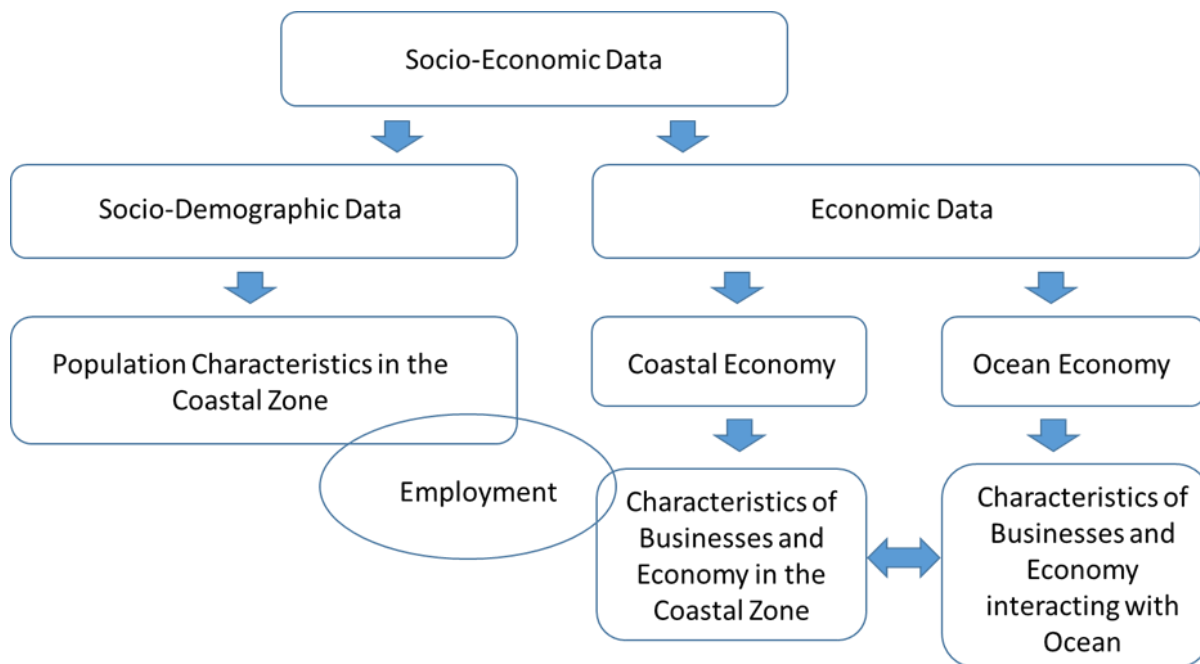 Socio-Economic Data
Socio-Demographic Data
Economic Data
Population Characteristics in the
Coastal Zone
Coastal Economy
Ocean Economy
Employment
Characteristics of
Businesses and
Economy in the
Coastal Zone
Characteristics of
Businesses and
Economy
interacting with
Ocean